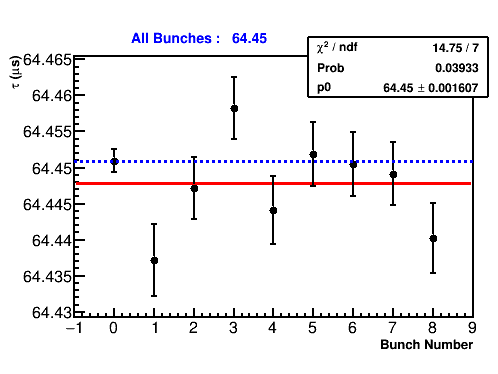 All Bunches : 64.45
χ² / ndf 14.75 / 7
Prob 0.03933
p0 64.45 ± 0.001607
τ (μs)
64.465
64.46
64.455
64.45
64.445
64.44
64.435
64.43
−1 0 1 2 3 4 5 6 7 8 9
Bunch Number